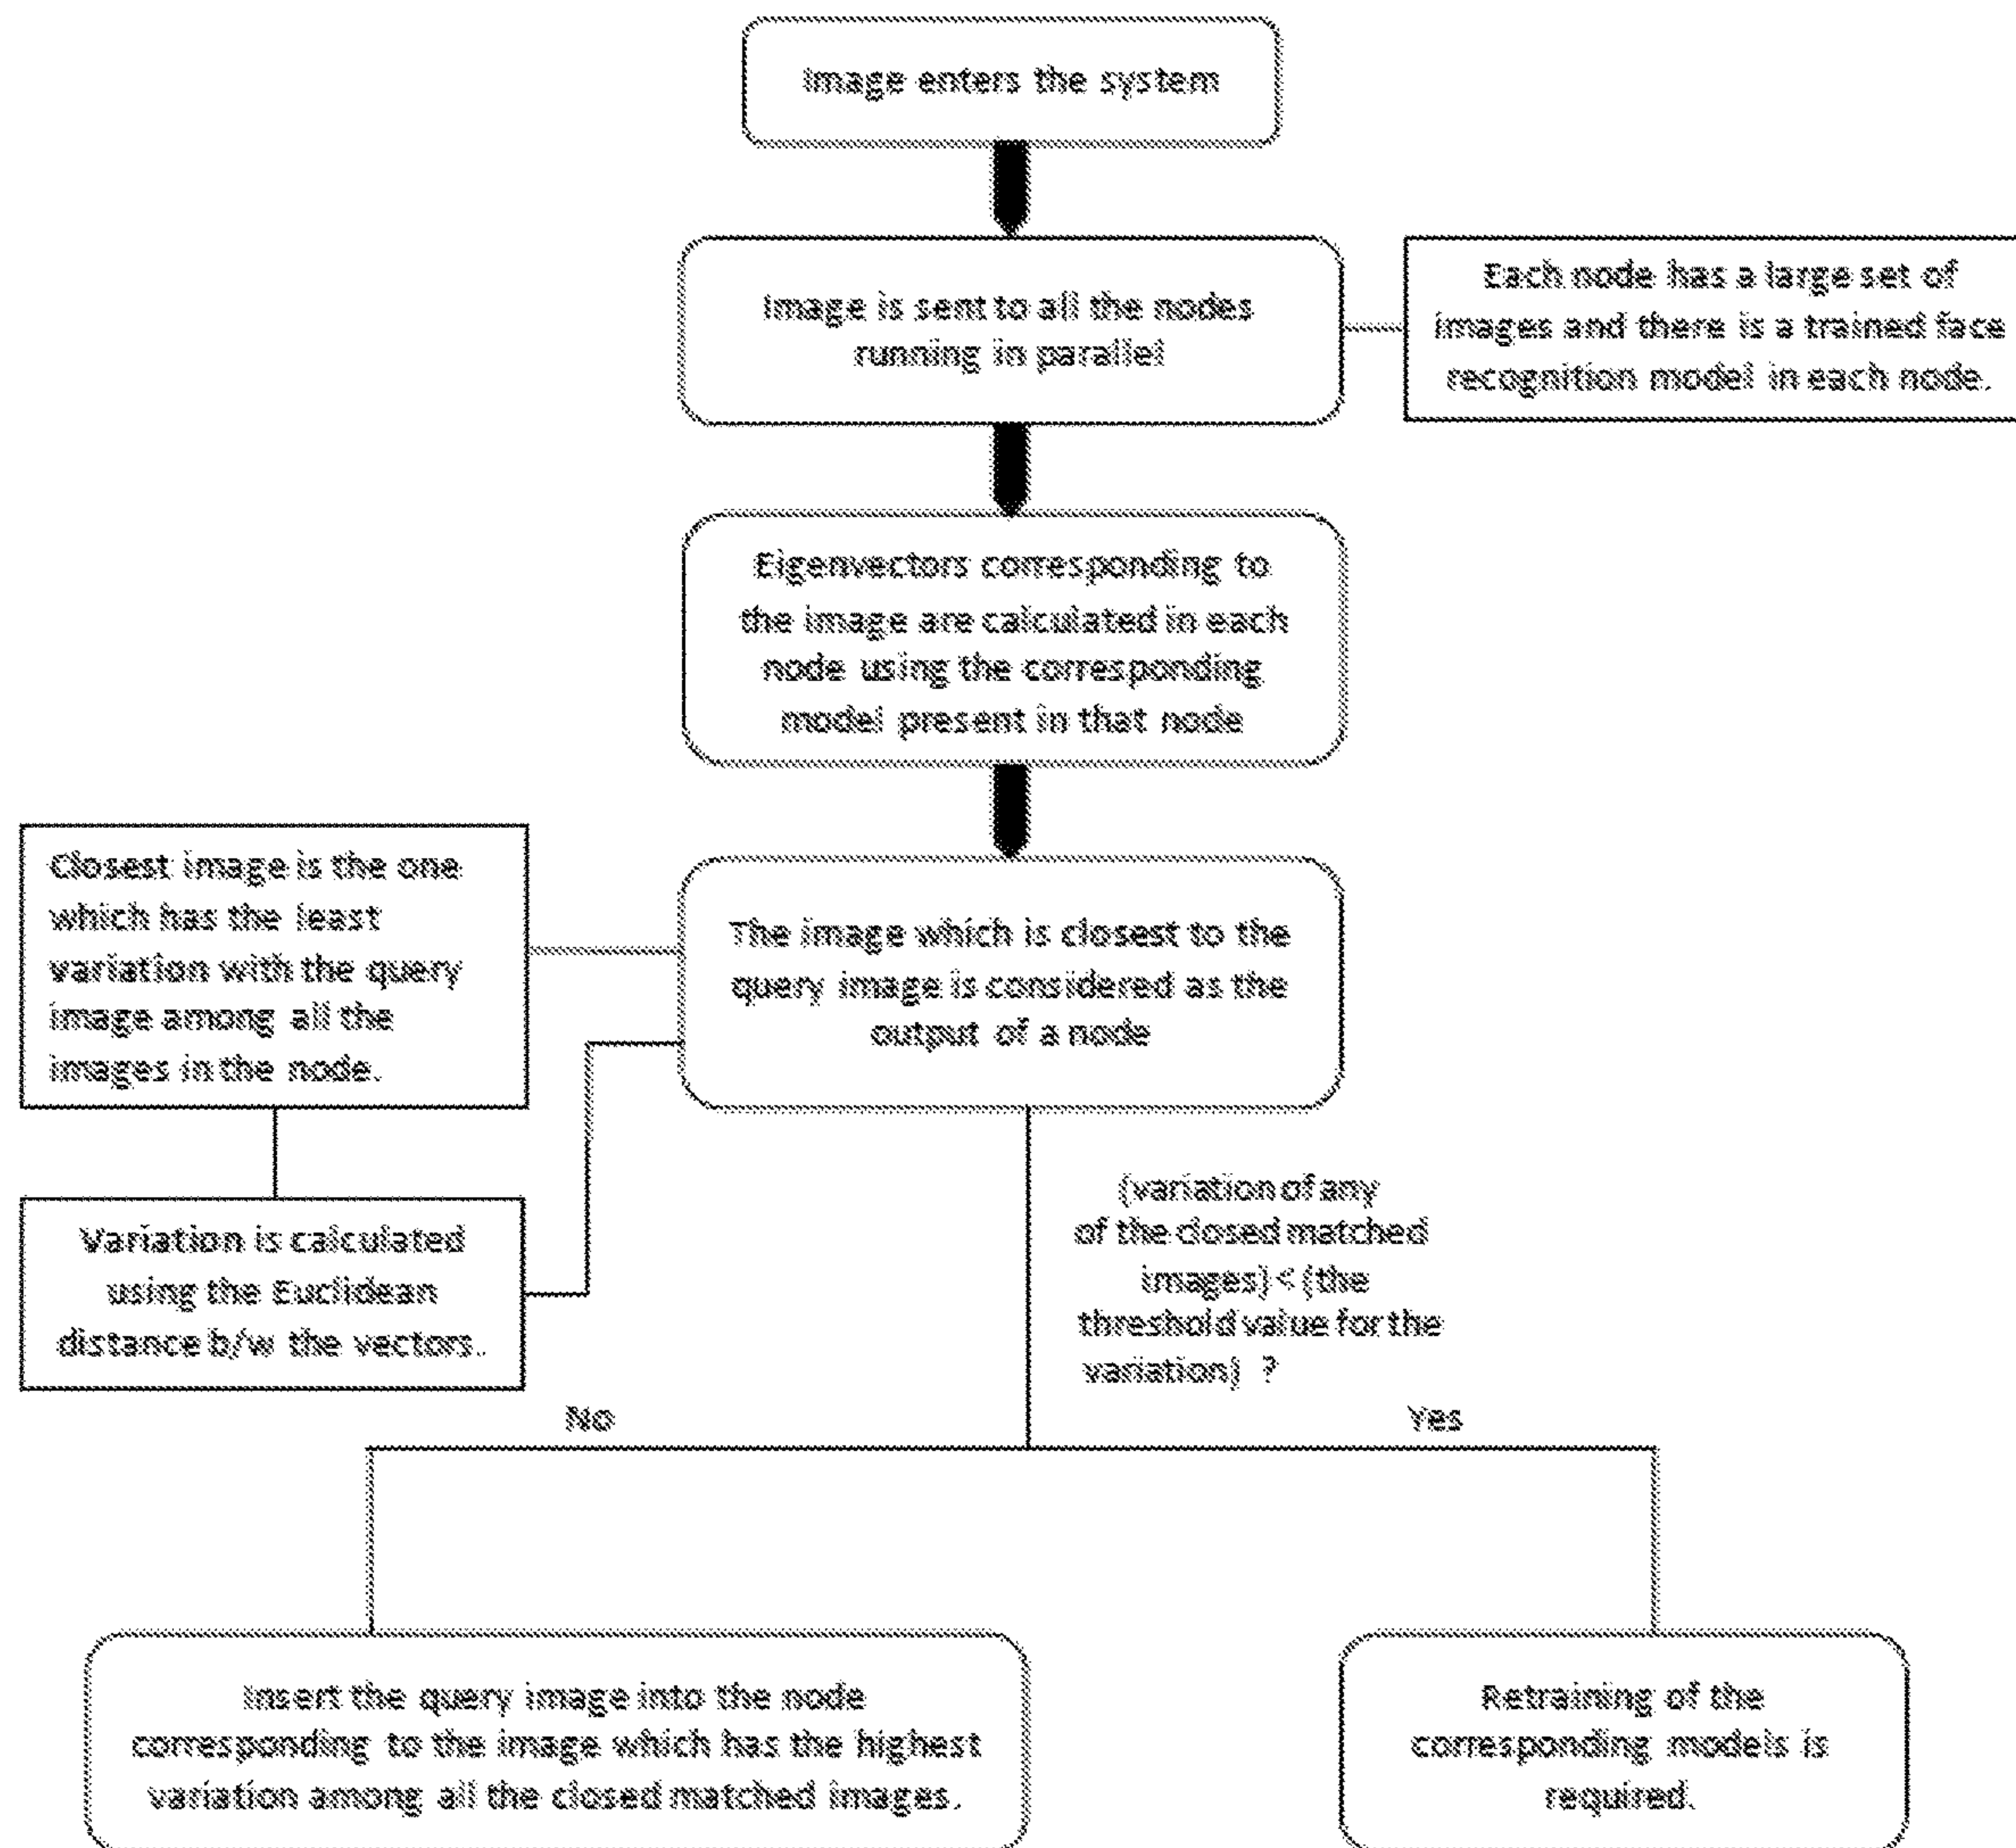 Image enters the system
Image is sent to all the nodes
running in parallel
Each node has a large set of
images and there is a trained face
recognition model in each node.
Eigenvectors corresponding to
the image are calculated in each
node using the corresponding
model present in that node
Closest image is the one
which has the least
variation with the query
image among all the
images in the node.
The image which is closest to the
query image is considered as the
output of a node
Variation is calculated
using the Euclidean
distance b/w the vectors.
(variation of any
of the closed matched
images) < (the
threshold value for the
variation) ?
No
Yes
Insert the query image into the node
corresponding to the image which has the highest
variation among all the closed matched images.
Retraining of the
corresponding models is
required.